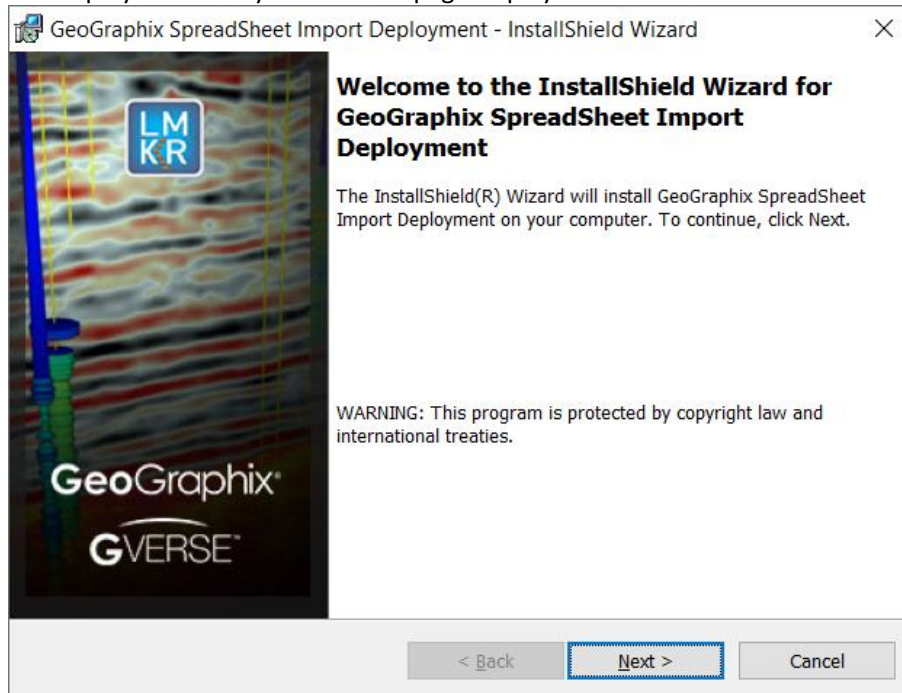 GeoGraphix SpreadSheet Import Deployment - InstallShield Wizard
LM
KR
Welcome to the InstallShield Wizard for
GeoGraphix SpreadSheet Import
Deployment
The InstallShield(R) Wizard will install GeoGraphix SpreadSheet
Import Deployment on your computer. To continue, click Next.
WARNING: This program is protected by copyright law and
international treaties.
GeoGraphix®
GVERSE™
< Back
Next >
Cancel